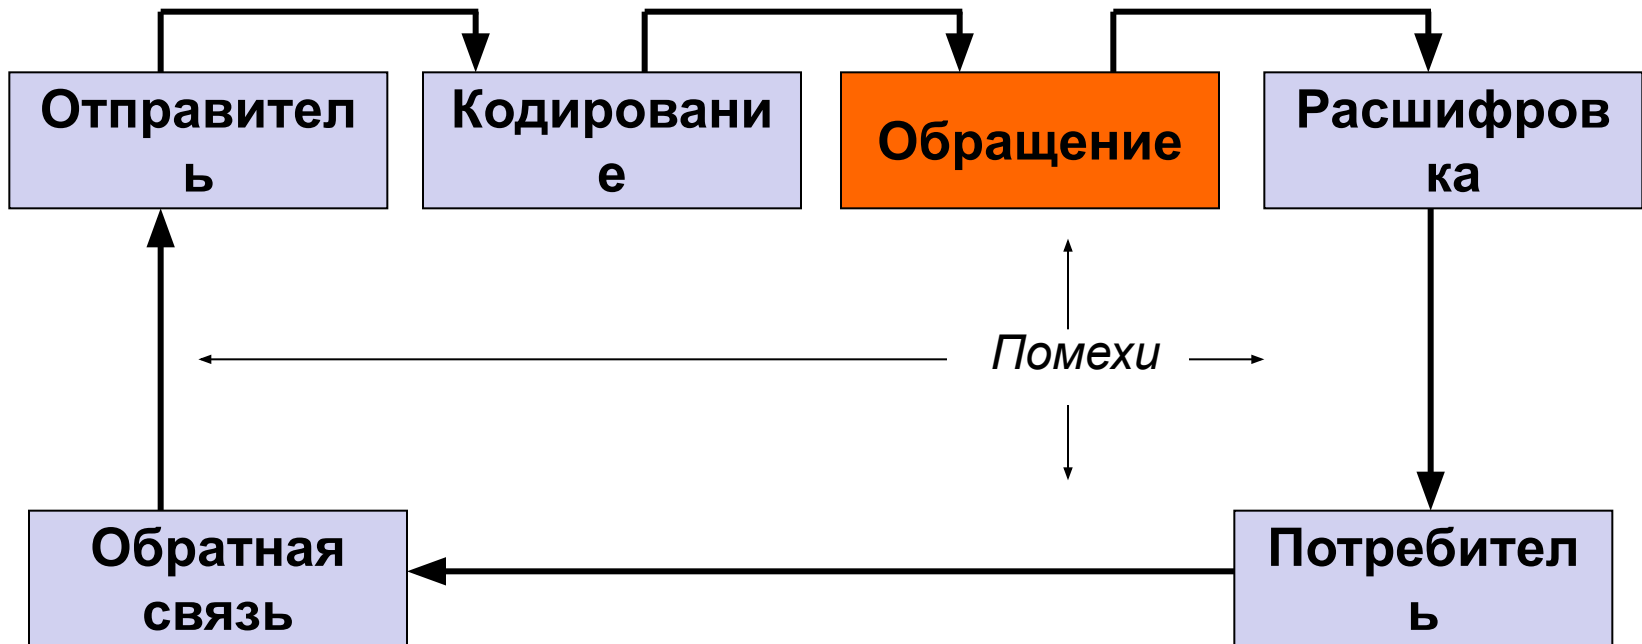 Отправител
ь
Кодировани
е
Обращение
Расшифров
ка
Помехи
Обратная
связь
Потребител
ь